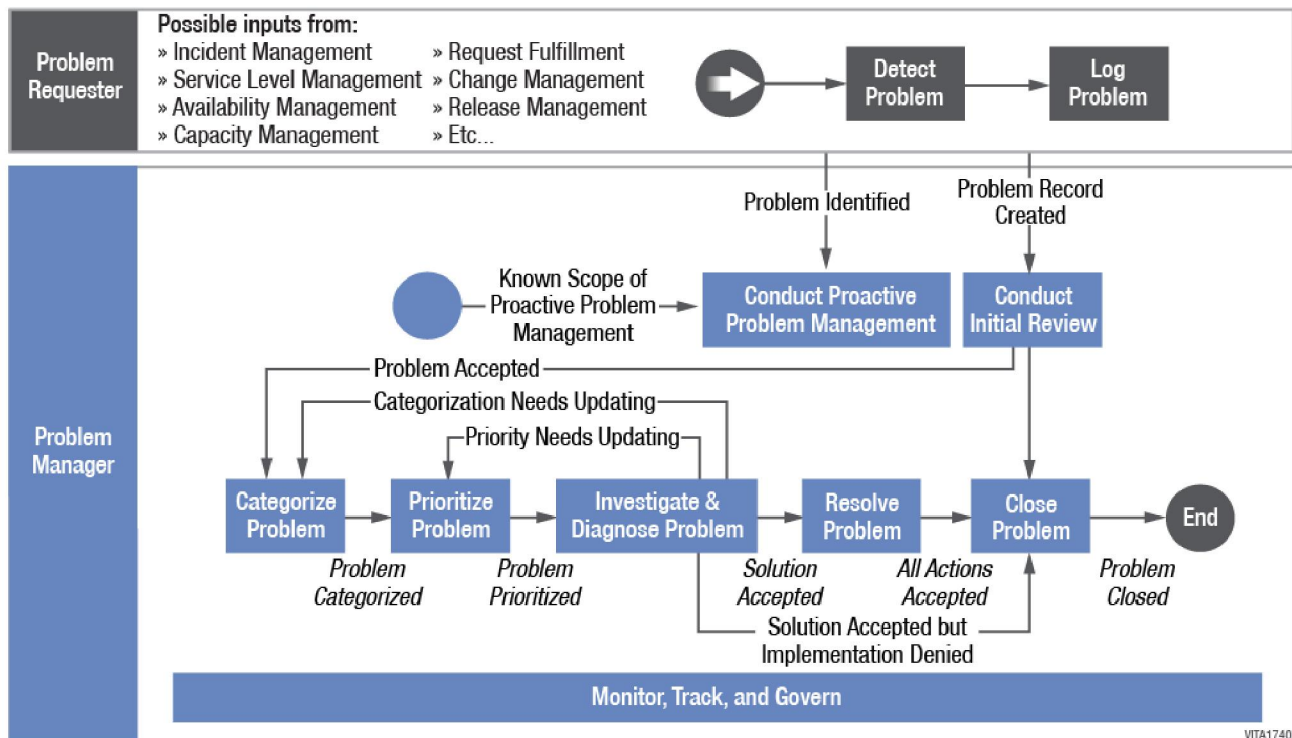 Problem
Requester
Possible inputs from:
» Incident Management
» Service Level Management
» Availability Management
» Capacity Management
» Request Fulfillment
» Change Management
» Release Management
» Etc...
Detect
Problem
Log
Problem
Problem Identified
Problem Record
Created
Known Scope of
Proactive Problem
Management
Conduct Proactive
Problem Management
Conduct
Initial Review
Problem Accepted
Categorization Needs Updating
Priority Needs Updating
Problem
Manager
Categorize
Problem
Prioritize
Problem
Investigate &
Diagnose Problem
Resolve
Problem
Close
Problem
End
Problem
Categorized
Problem
Prioritized
Solution
Accepted
All Actions
Accepted
Problem
Closed
Solution Accepted but
Implementation Denied
Monitor, Track, and Govern
VITA1740